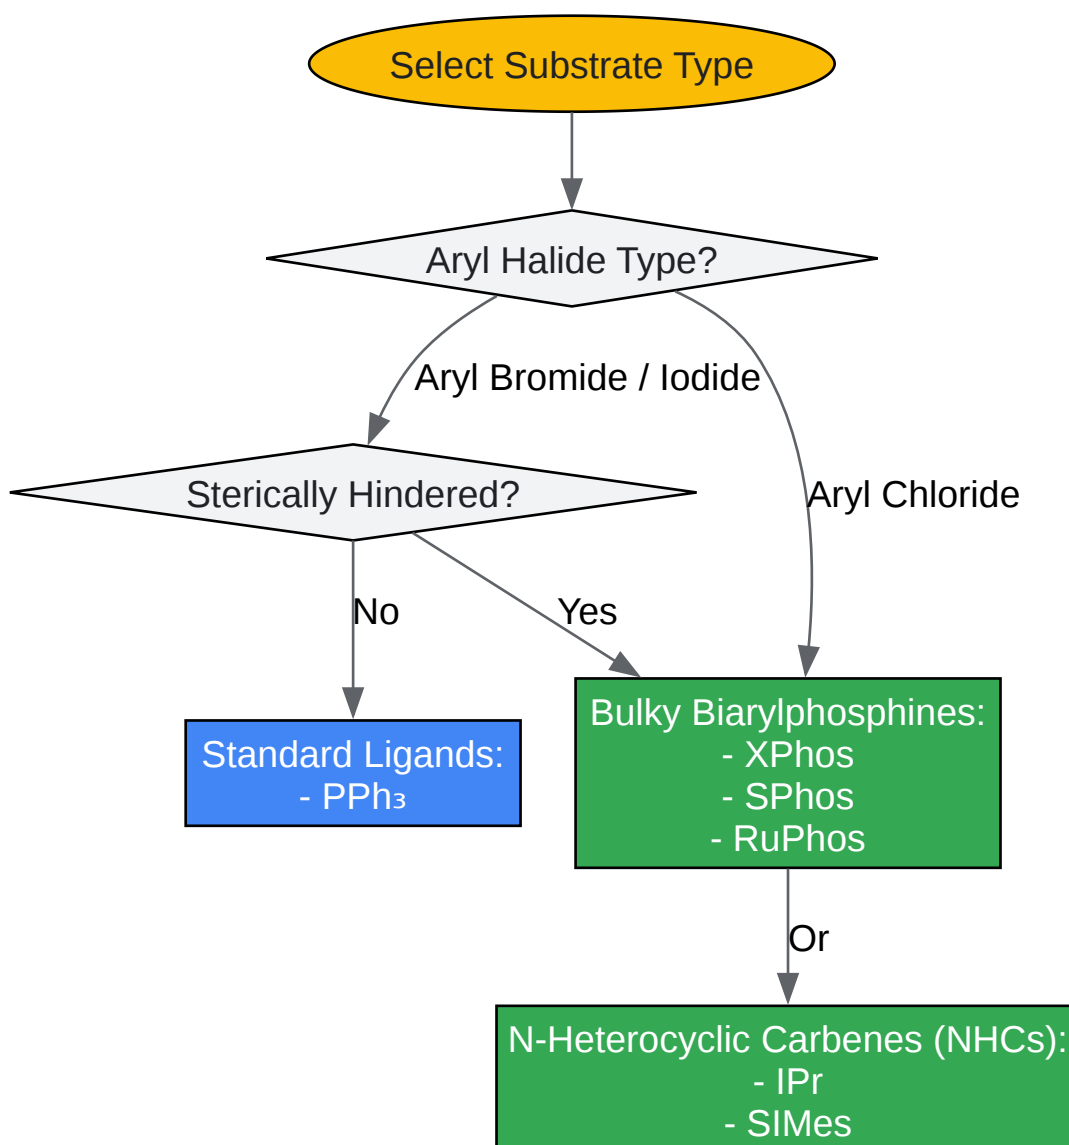 Select Substrate Type
Aryl Halide Type?
Aryl Bromide / Iodide
Sterically Hindered?
Aryl Chloride
No
Yes
Standard Ligands:
- PPh₃
Bulky Biarylphosphines:
- XPhos
- SPhos
- RuPhos
Or
N-Heterocyclic Carbenes (NHCs):
- IPr
- SIMes